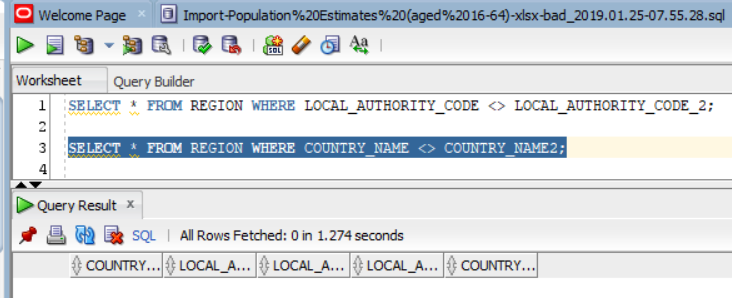 Welcome Page × Import-Population%20Estimates%20(aged%2016-64)-xlsx-bad_2019.01.25-07.55.28.sql
Worksheet Query Builder
1 SELECT * FROM REGION WHERE LOCAL_AUTHORITY_CODE <> LOCAL_AUTHORITY_CODE_2;
2
3 SELECT * FROM REGION WHERE COUNTRY_NAME <> COUNTRY_NAME2;
4
Query Result ×
SQL | All Rows Fetched: 0 in 1.274 seconds
COUNTRY... LOCAL_A... LOCAL_A... LOCAL_A... COUNTRY...